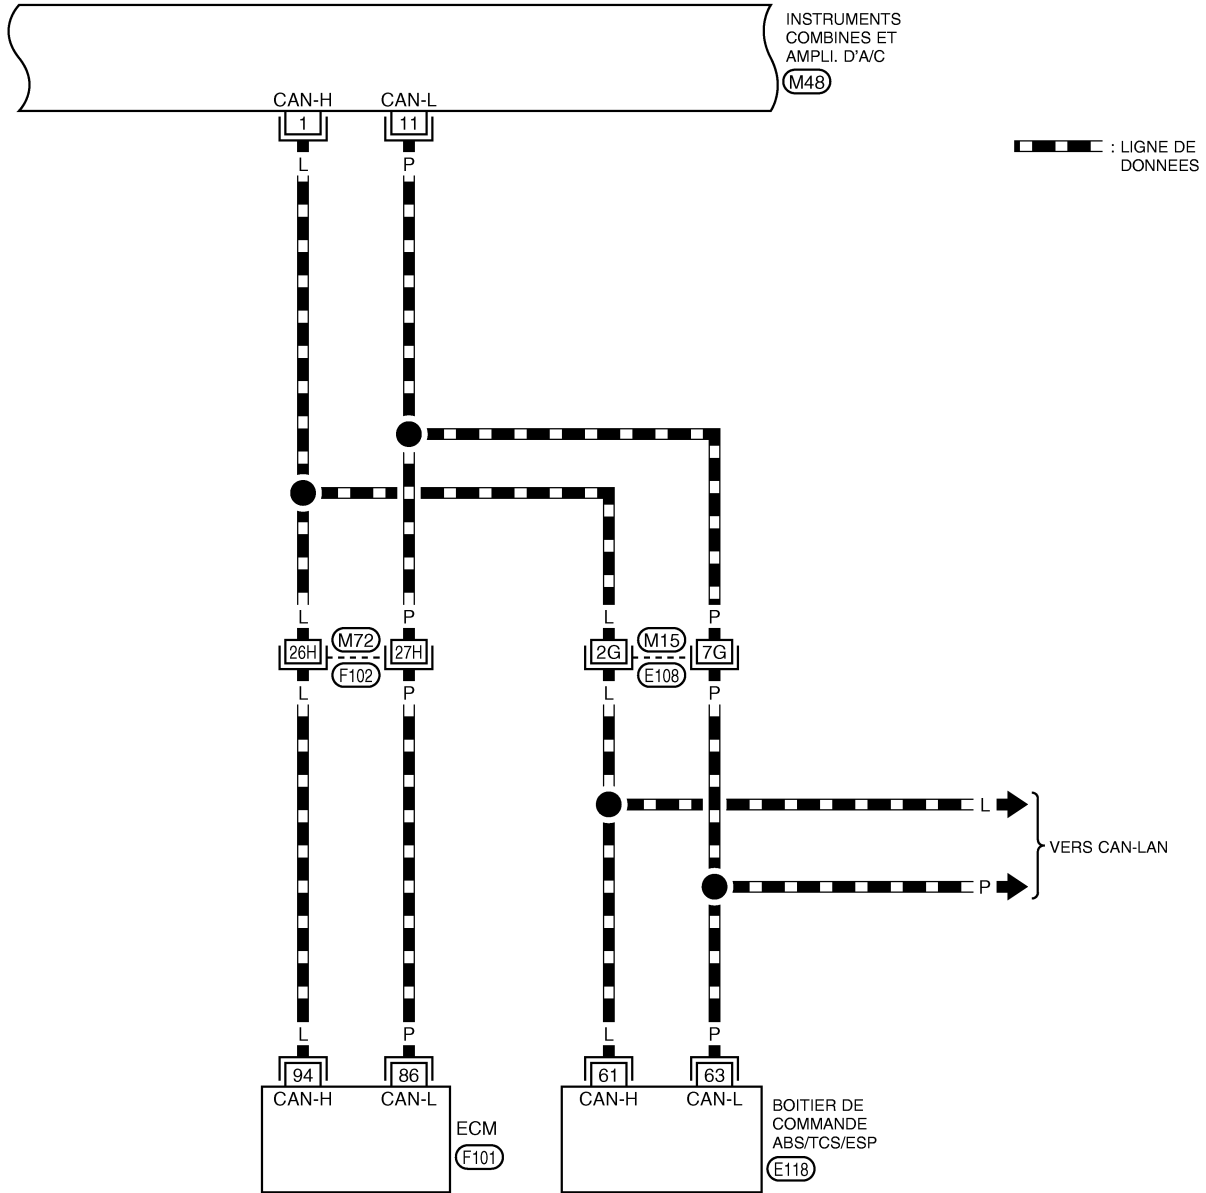 INSTRUMENTS
COMBINES ET
AMPLI. D'A/C
M48
CAN-H CAN-L
1 11
L P
: LIGNE DE
DONNEES
L P L P
26H M72 27H 2G M15 7G
F102 E108
L P L P
L
VERS CAN-LAN
P
L P L P
94 86 61 63
CAN-H CAN-L CAN-H CAN-L
ECM
F101
BOITIER DE
COMMANDE
ABS/TCS/ESP
E118